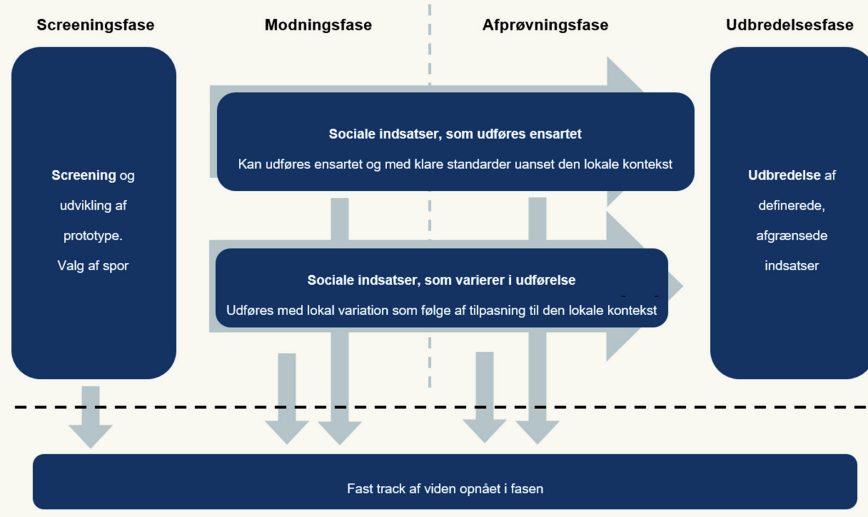 Screeningsfase
Modningsfase
Afprøvningsfase
Udbredelsesfase
Screening og
udvikling af
prototype.
Valg af spor
Sociale indsatser, som udføres ensartet
Kan udføres ensartet og med klare standarder uanset den lokale kontekst
Sociale indsatser, som varierer i udførelse
Udføres med lokal variation som følge af tilpasning til den lokale kontekst
Udbredelse af
definerede,
afgrænsede
indsatser
Fast track af viden opnået i fasen